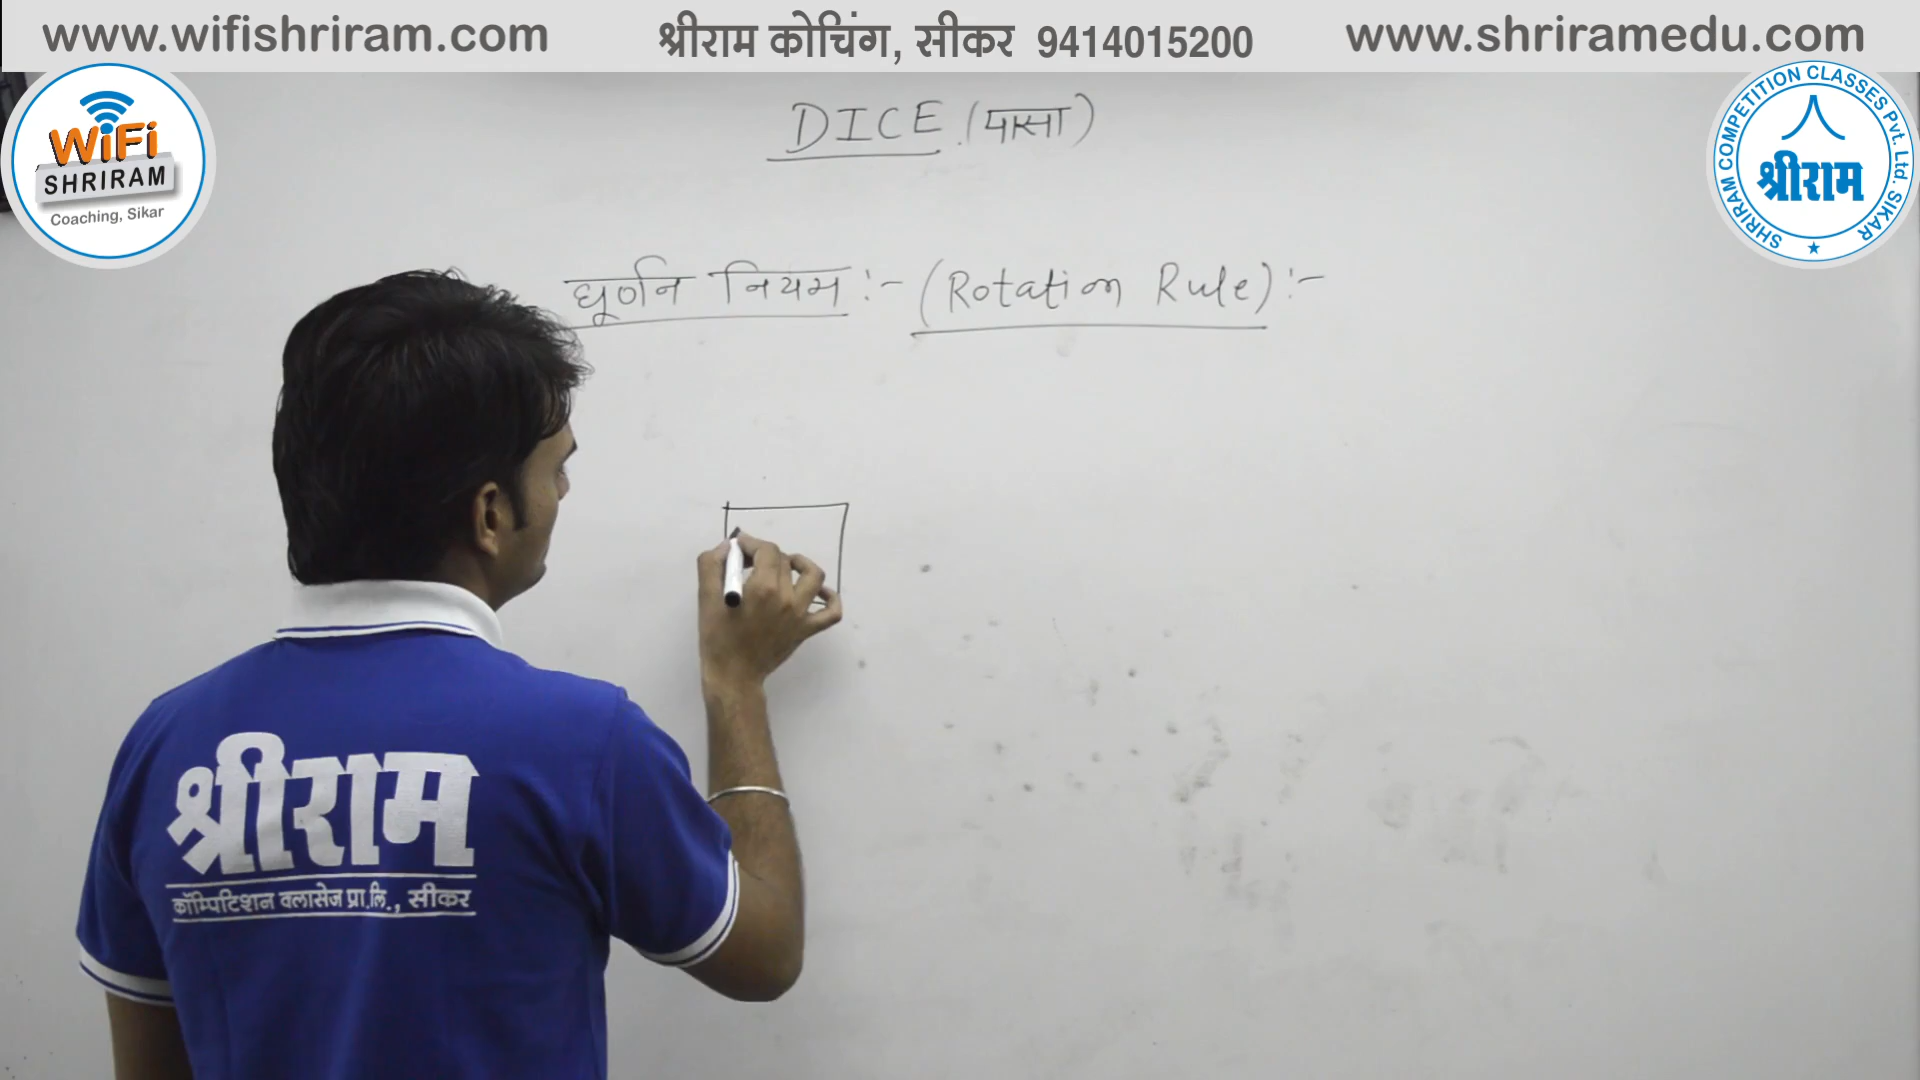 www.wifishriram.com
श्रीराम कोचिंग, सीकर 9414015200
www.shriramedu.com
WiFi
SHRIRAM
Coaching, Sikar
SHRIRAM COMPETITION CLASSES Pvt. Ltd. SIKAR
श्रीराम
DICE (पासा)
घूर्णन नियम :- (Rotation Rule) :-
श्रीराम
कॉम्पिटिशन क्लासेज प्रा.लि., सीकर